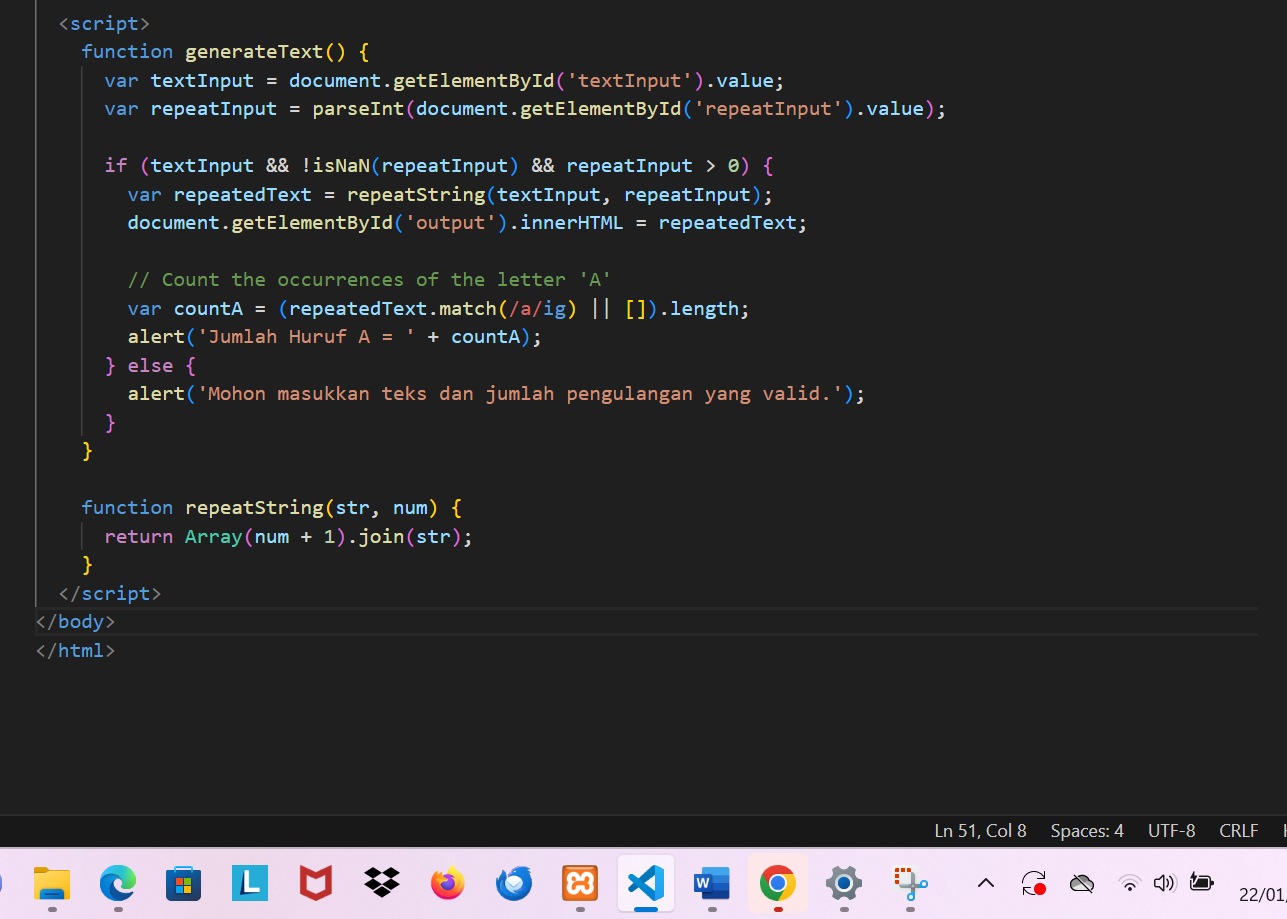 <script>
function generateText() {
var textInput = document.getElementById('textInput').value;
var repeatInput = parseInt(document.getElementById('repeatInput').value);
if (textInput && !isNaN(repeatInput) && repeatInput > 0) {
var repeatedText = repeatString(textInput, repeatInput);
document.getElementById('output').innerHTML = repeatedText;
// Count the occurrences of the letter 'A'
var countA = (repeatedText.match(/a/ig) || []).length;
alert('Jumlah Huruf A = ' + countA);
} else {
alert('Mohon masukkan teks dan jumlah pengulangan yang valid.');
}
}
function repeatString(str, num) {
return Array(num + 1).join(str);
}
</script>
</body>
</html>
Ln 51, Col 8 Spaces: 4 UTF-8 CRLF
L W
22/01